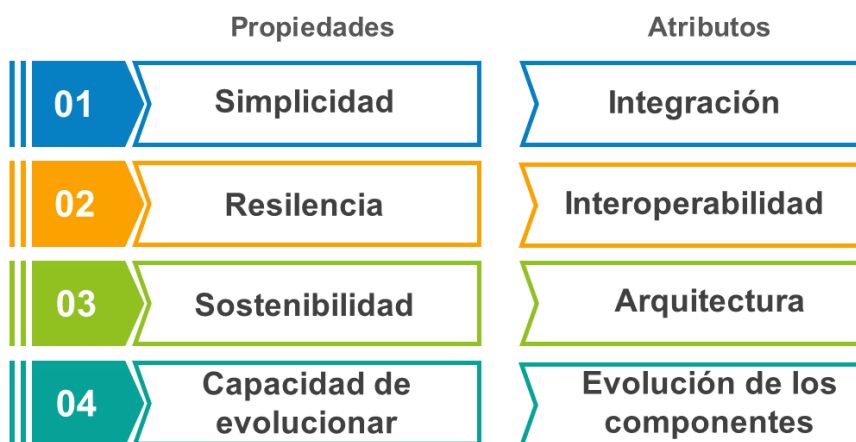 Propiedades Atributos
01 Simplicidad Integración
02 Resilencia Interoperabilidad
03 Sostenibilidad Arquitectura
04 Capacidad de evolucionar Evolución de los componentes